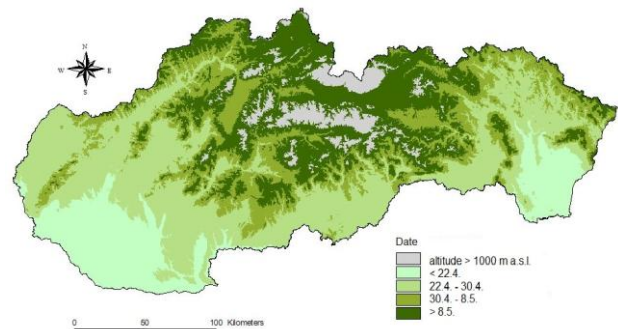 N
W E
S
Date
altitude > 1000 m a.s.l.
< 22.4.
22.4. - 30.4.
30.4. - 8.5.
> 8.5.
0 50 100 Kilometers